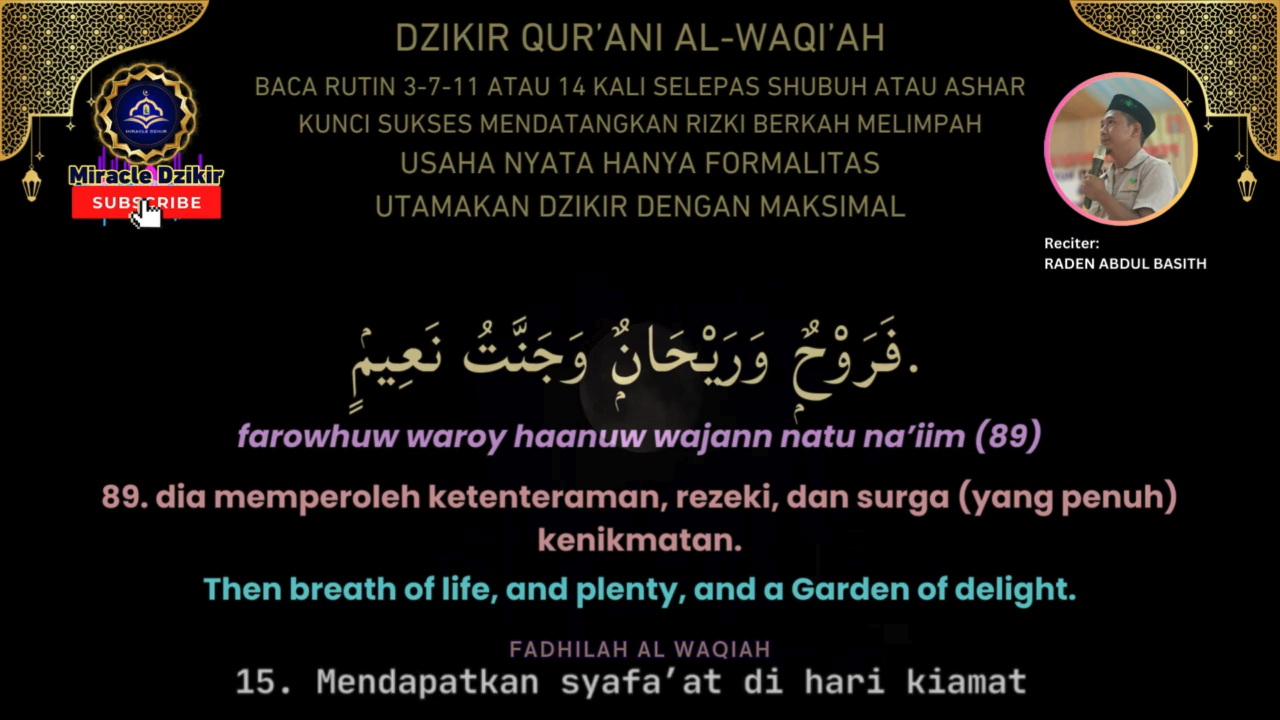 DZIKIR QUR'ANI AL-WAQI'AH
BACA RUTIN 3-7-11 ATAU 14 KALI SELEPAS SHUBUH ATAU ASHAR
KUNCI SUKSES MENDATANGKAN RIZKI BERKAH MELIMPAH
USAHA NYATA HANYA FORMALITAS
UTAMAKAN DZIKIR DENGAN MAKSIMAL
MIRACLE DZIKIR
Miracle Dzikir
SUBSCRIBE
Reciter:
RADEN ABDUL BASITH
فَرَوْحٌۭ وَرَيْحَانٌۭ وَجَنَّتُ نَعِيمٍۢ.
farowhuw waroy haanuw wajann natu na'iim (89)
89. dia memperoleh ketenteraman, rezeki, dan surga (yang penuh)
kenikmatan.
Then breath of life, and plenty, and a Garden of delight.
FADHILAH AL WAQIAH
15. Mendapatkan syafa'at di hari kiamat